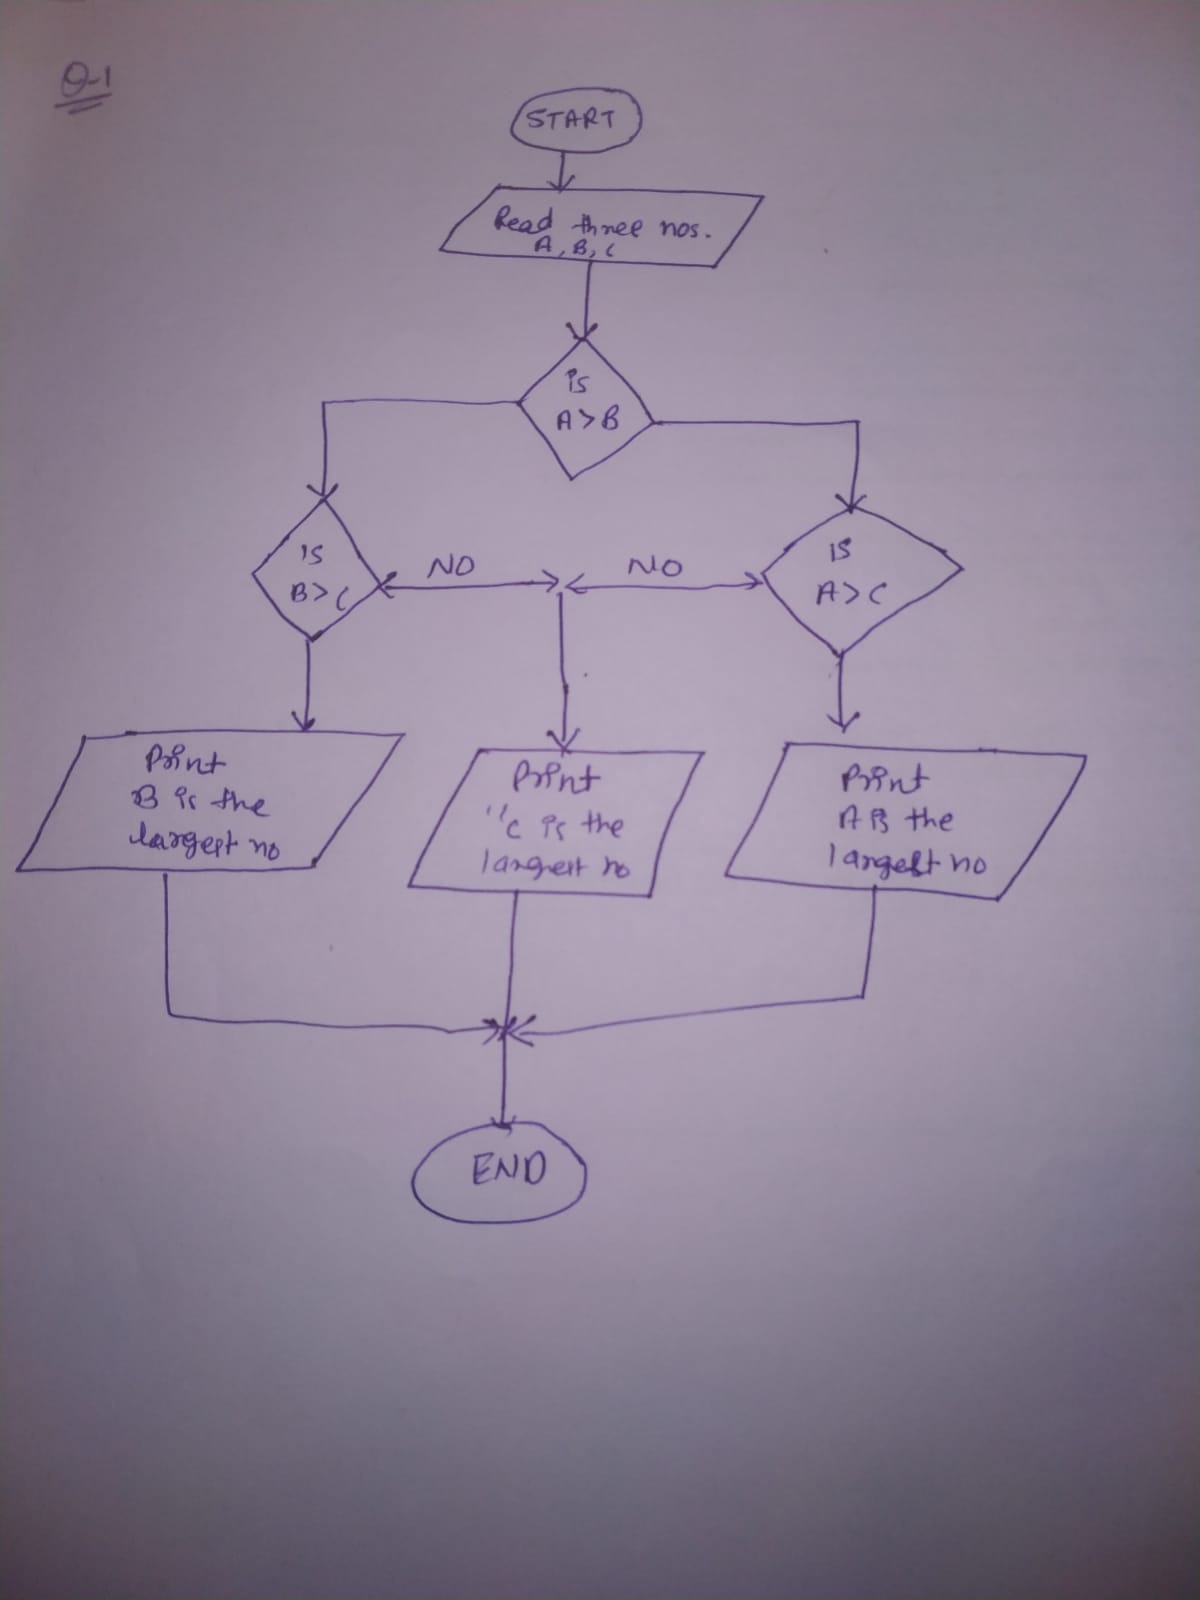 Q-1
START
Read three nos.
A, B, C
is
A>B
is
B>C
NO
NO
is
A>C
Print
B is the
largest no
Print
"C is the
largest no
Print
A is the
largest no
END